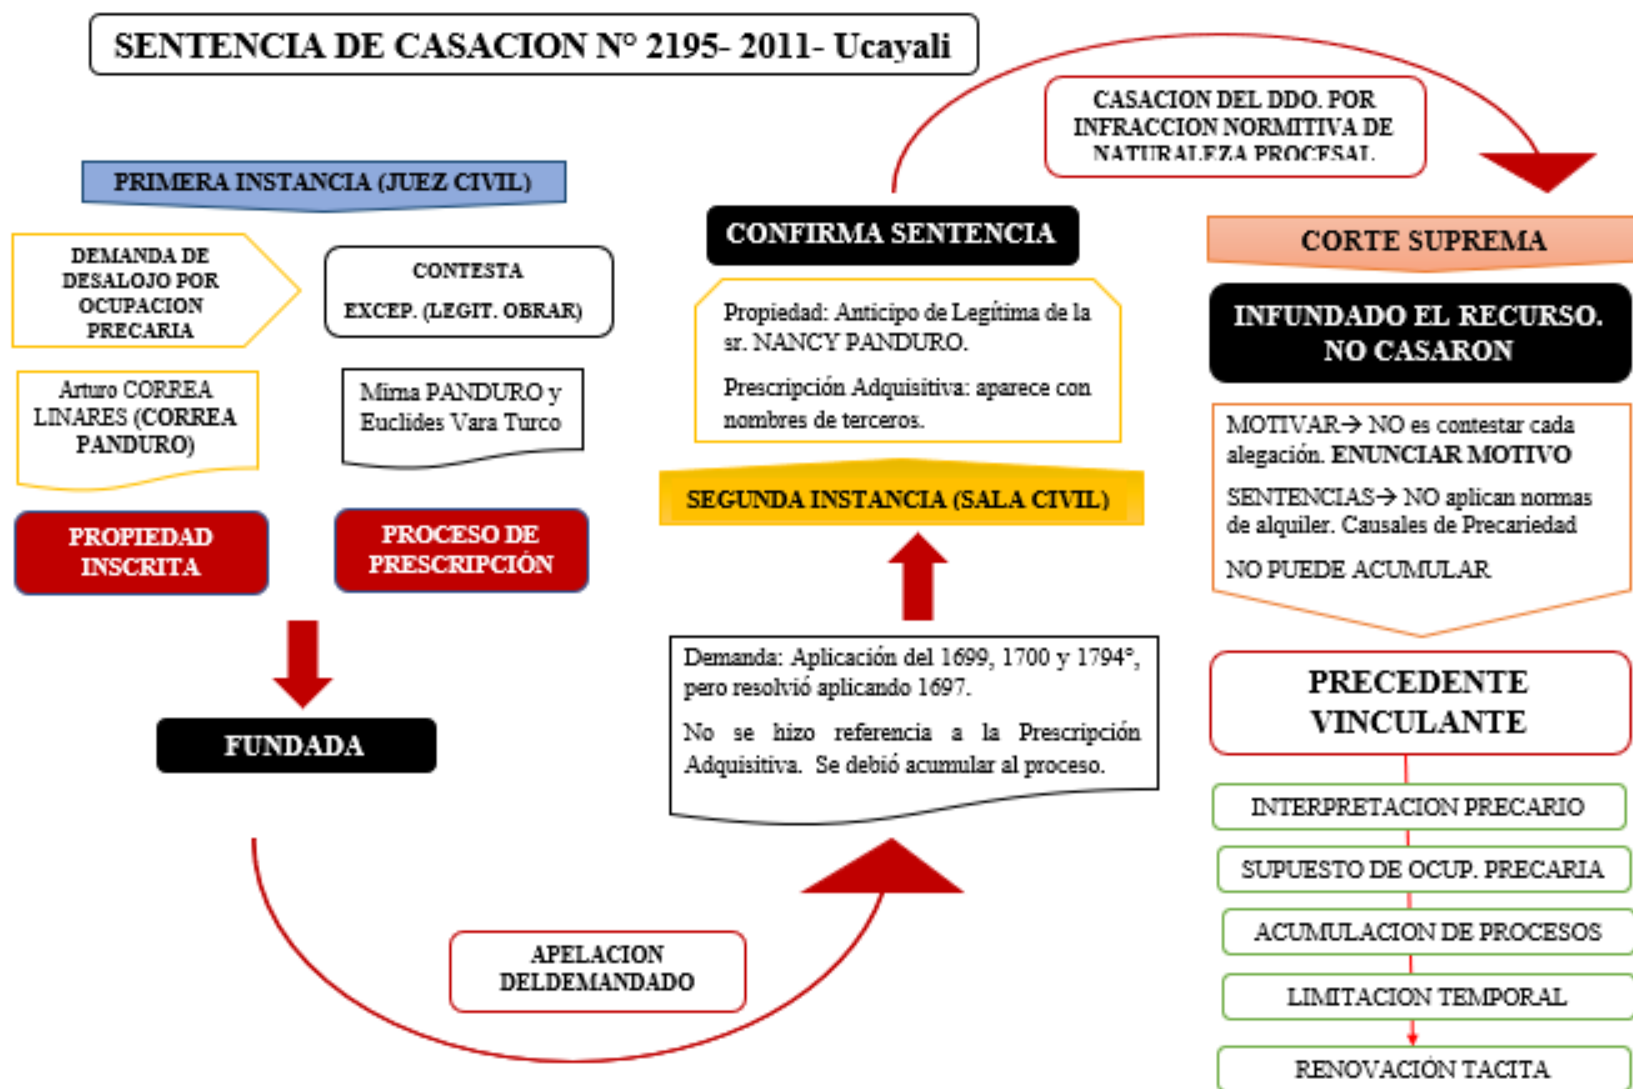 SENTENCIA DE CASACION N° 2195- 2011- Ucayali
PRIMERA INSTANCIA (JUEZ CIVIL)
DEMANDA DE
DESALOJO POR
OCUPACION
PRECARIA
CONTESTA
EXCEP. (LEGIT. OBRAR)
Arturo CORREA
LINARES (CORREA
PANDURO)
Mirna PANDURO y
Euclides Vara Turco
PROPIEDAD
INSCRITA
PROCESO DE
PRESCRIPCIÓN
FUNDADA
APELACION
DELDEMANDADO
Demanda: Aplicación del 1699, 1700 y 1794°,
pero resolvió aplicando 1697.
No se hizo referencia a la Prescripción
Adquisitiva. Se debió acumular al proceso.
SEGUNDA INSTANCIA (SALA CIVIL)
Propiedad: Anticipo de Legítima de la
sr. NANCY PANDURO.
Prescripción Adquisitiva: aparece con
nombres de terceros.
CONFIRMA SENTENCIA
CASACION DEL DDO. POR
INFRACCION NORMITIVA DE
NATURALEZA PROCESAL
CORTE SUPREMA
INFUNDADO EL RECURSO.
NO CASARON
MOTIVAR→ NO es contestar cada
alegación. ENUNCIAR MOTIVO
SENTENCIAS→ NO aplican normas
de alquiler. Causales de Precariedad
NO PUEDE ACUMULAR
PRECEDENTE
VINCULANTE
INTERPRETACION PRECARIO
SUPUESTO DE OCUP. PRECARIA
ACUMULACION DE PROCESOS
LIMITACION TEMPORAL
RENOVACIÓN TACITA